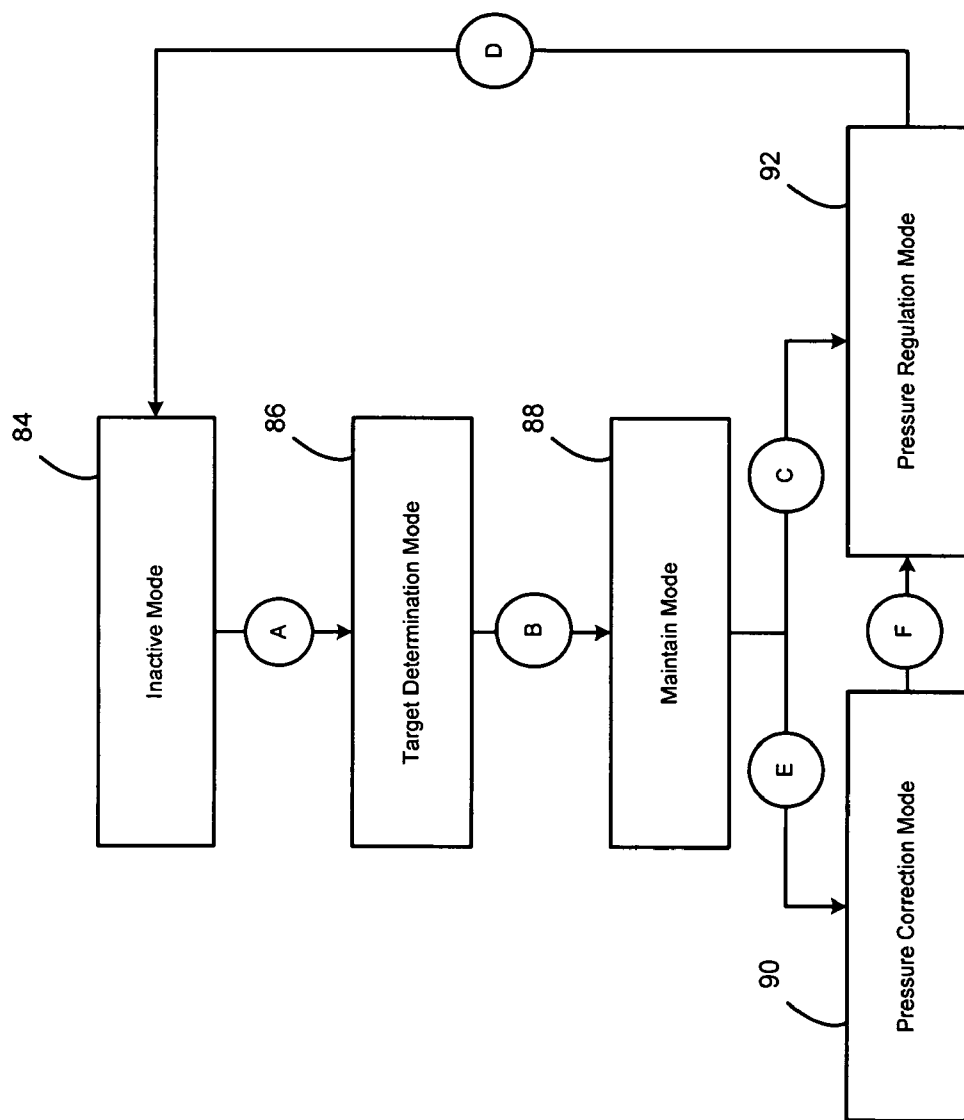 84
Inactive Mode
D
A
86
Target Determination Mode
B
88
Maintain Mode
E
C
90
Pressure Correction Mode
F
92
Pressure Regulation Mode